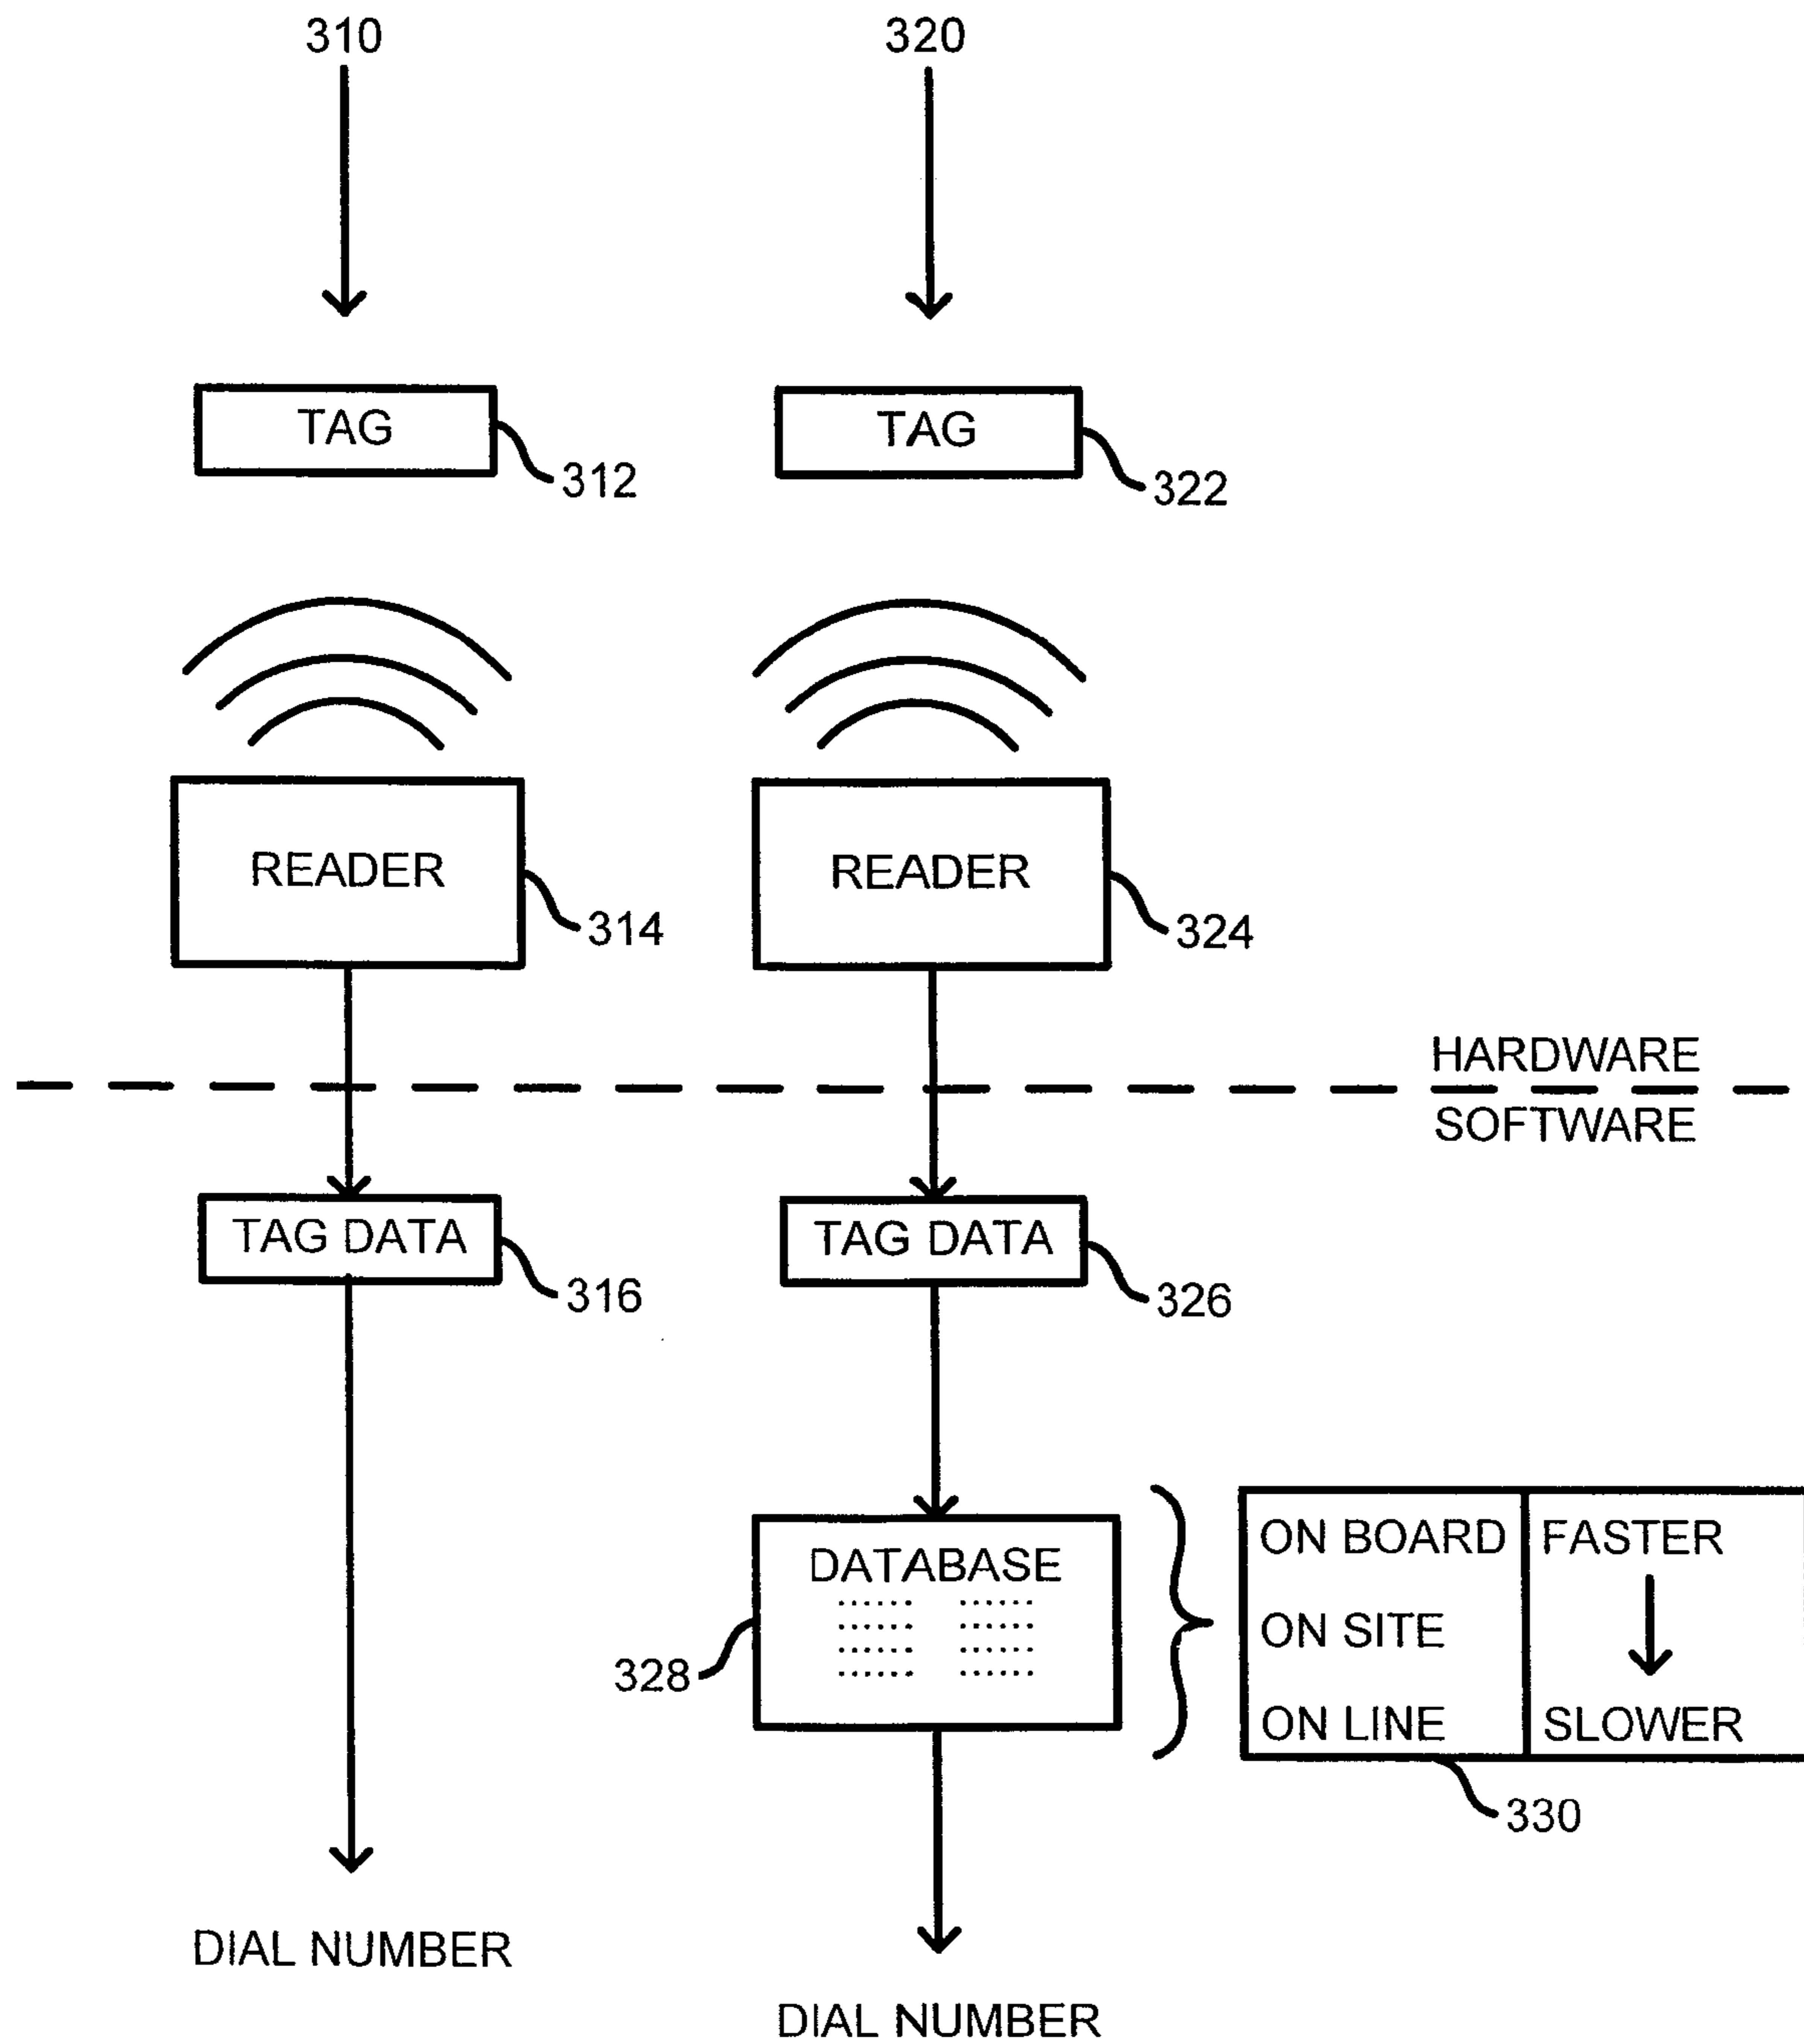 310
320
TAG
312
TAG
322
READER
314
READER
324
HARDWARE
SOFTWARE
TAG DATA
316
TAG DATA
326
DATABASE
328
ON BOARD
FASTER
ON SITE
ON LINE
SLOWER
330
DIAL NUMBER
DIAL NUMBER